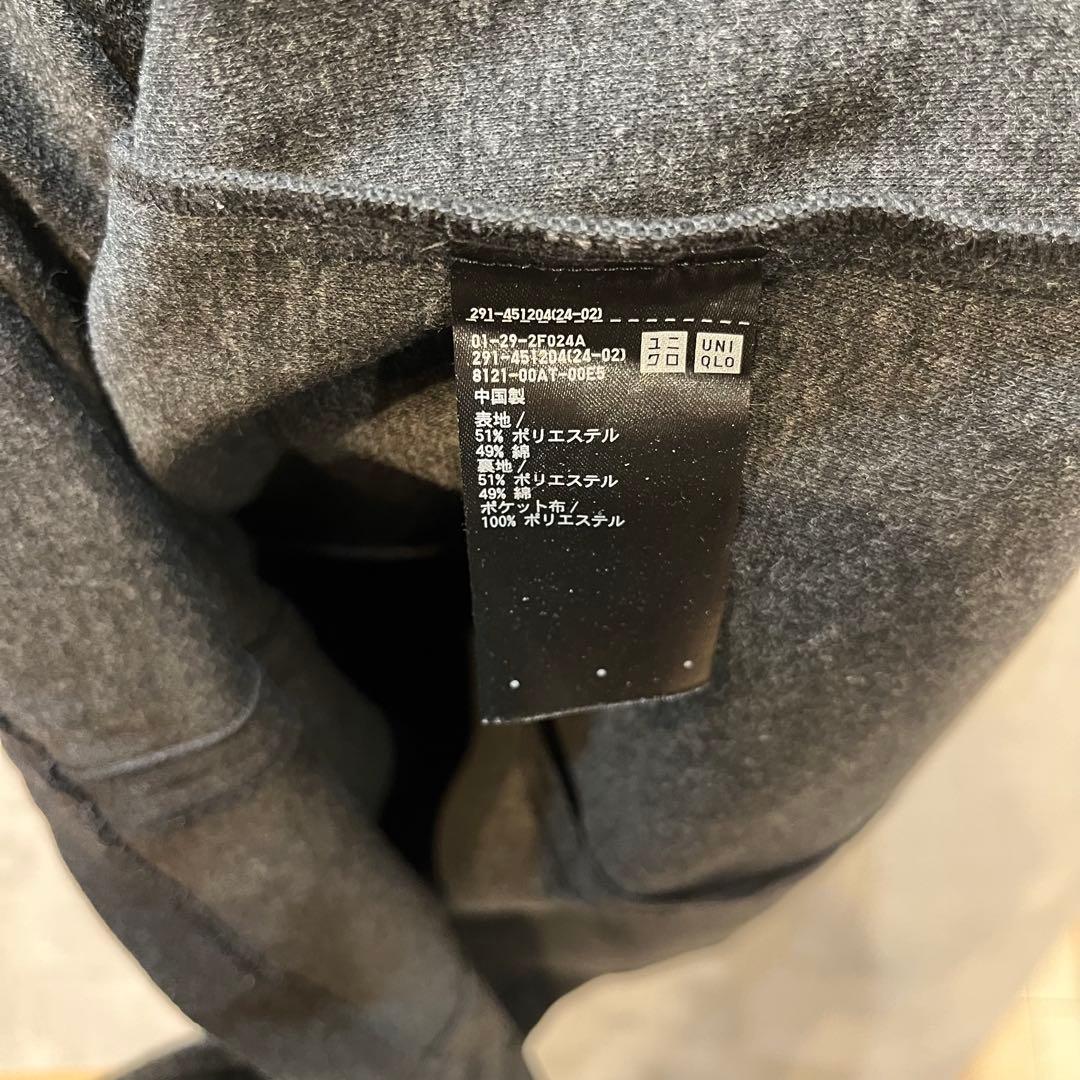 291-451204(24-02)
01-29-2F024A
291-451204(24-02)
8121-00AT-00E5
ユニ
クロ
UNI
QLO
中国製
表地/
51% ポリエステル
49% 綿
裏地/
51% ポリエステル
49% 綿
ポケット布/
100% ポリエステル